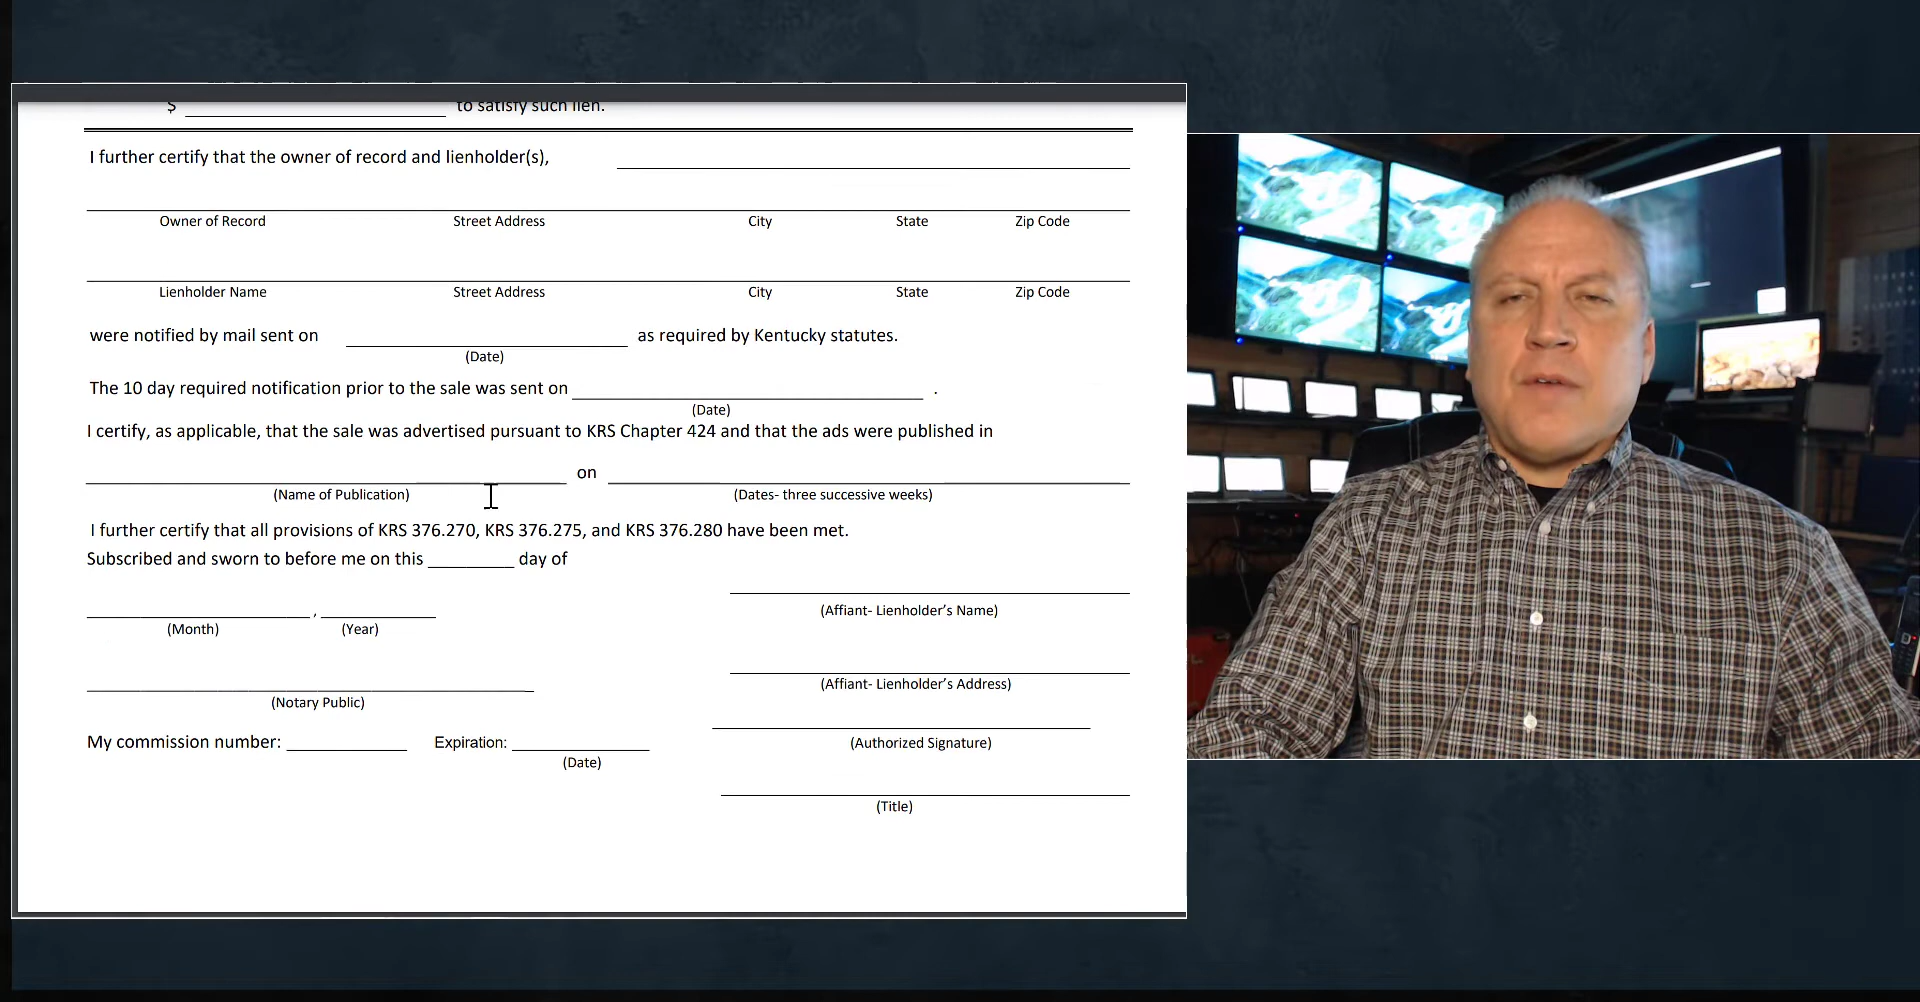 $ to satisfy such lien.
I further certify that the owner of record and lienholder(s),
Owner of Record Street Address City State Zip Code
Lienholder Name Street Address City State Zip Code
were notified by mail sent on as required by Kentucky statutes.
(Date)
The 10 day required notification prior to the sale was sent on .
(Date)
I certify, as applicable, that the sale was advertised pursuant to KRS Chapter 424 and that the ads were published in
on
(Name of Publication) (Dates- three successive weeks)
I further certify that all provisions of KRS 376.270, KRS 376.275, and KRS 376.280 have been met.
Subscribed and sworn to before me on this day of
,
(Affiant- Lienholder’s Name)
(Month) (Year)
(Affiant- Lienholder’s Address)
(Notary Public)
My commission number: Expiration: (Authorized Signature)
(Date)
(Title)